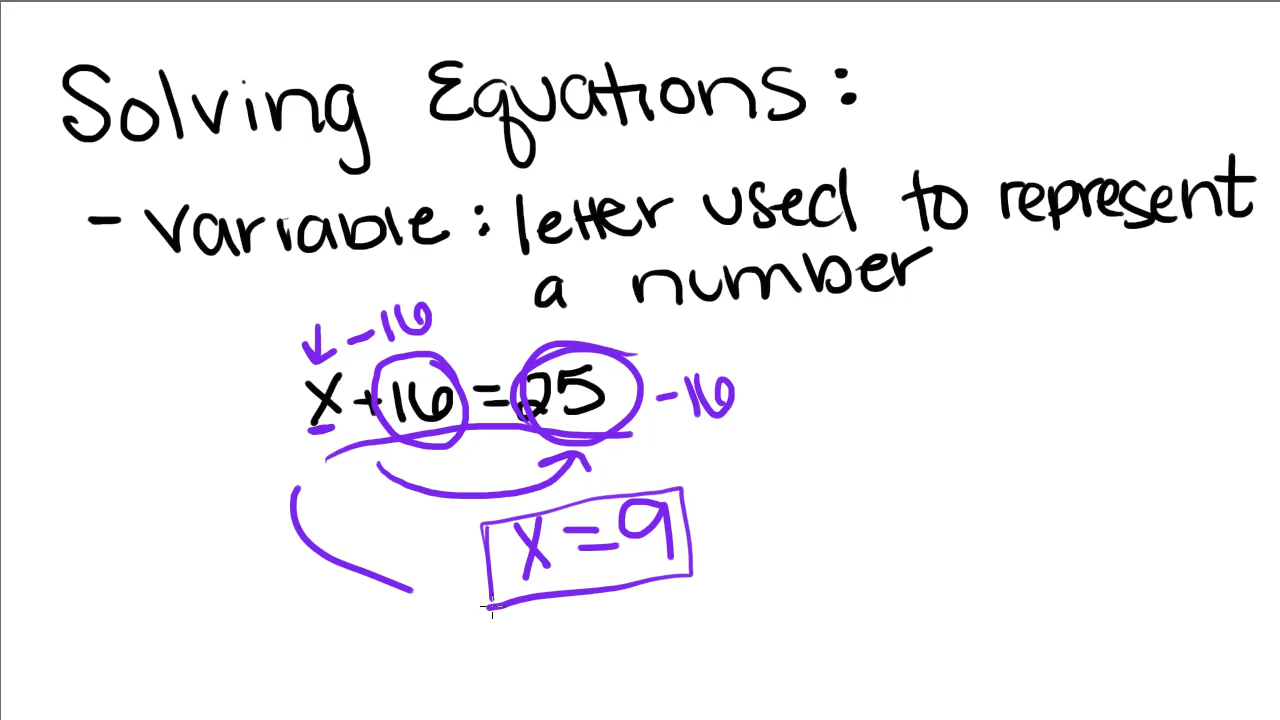 Solving Equations:
- Variable: letter used to represent
a number
-16
x+16=25 -16
x=9